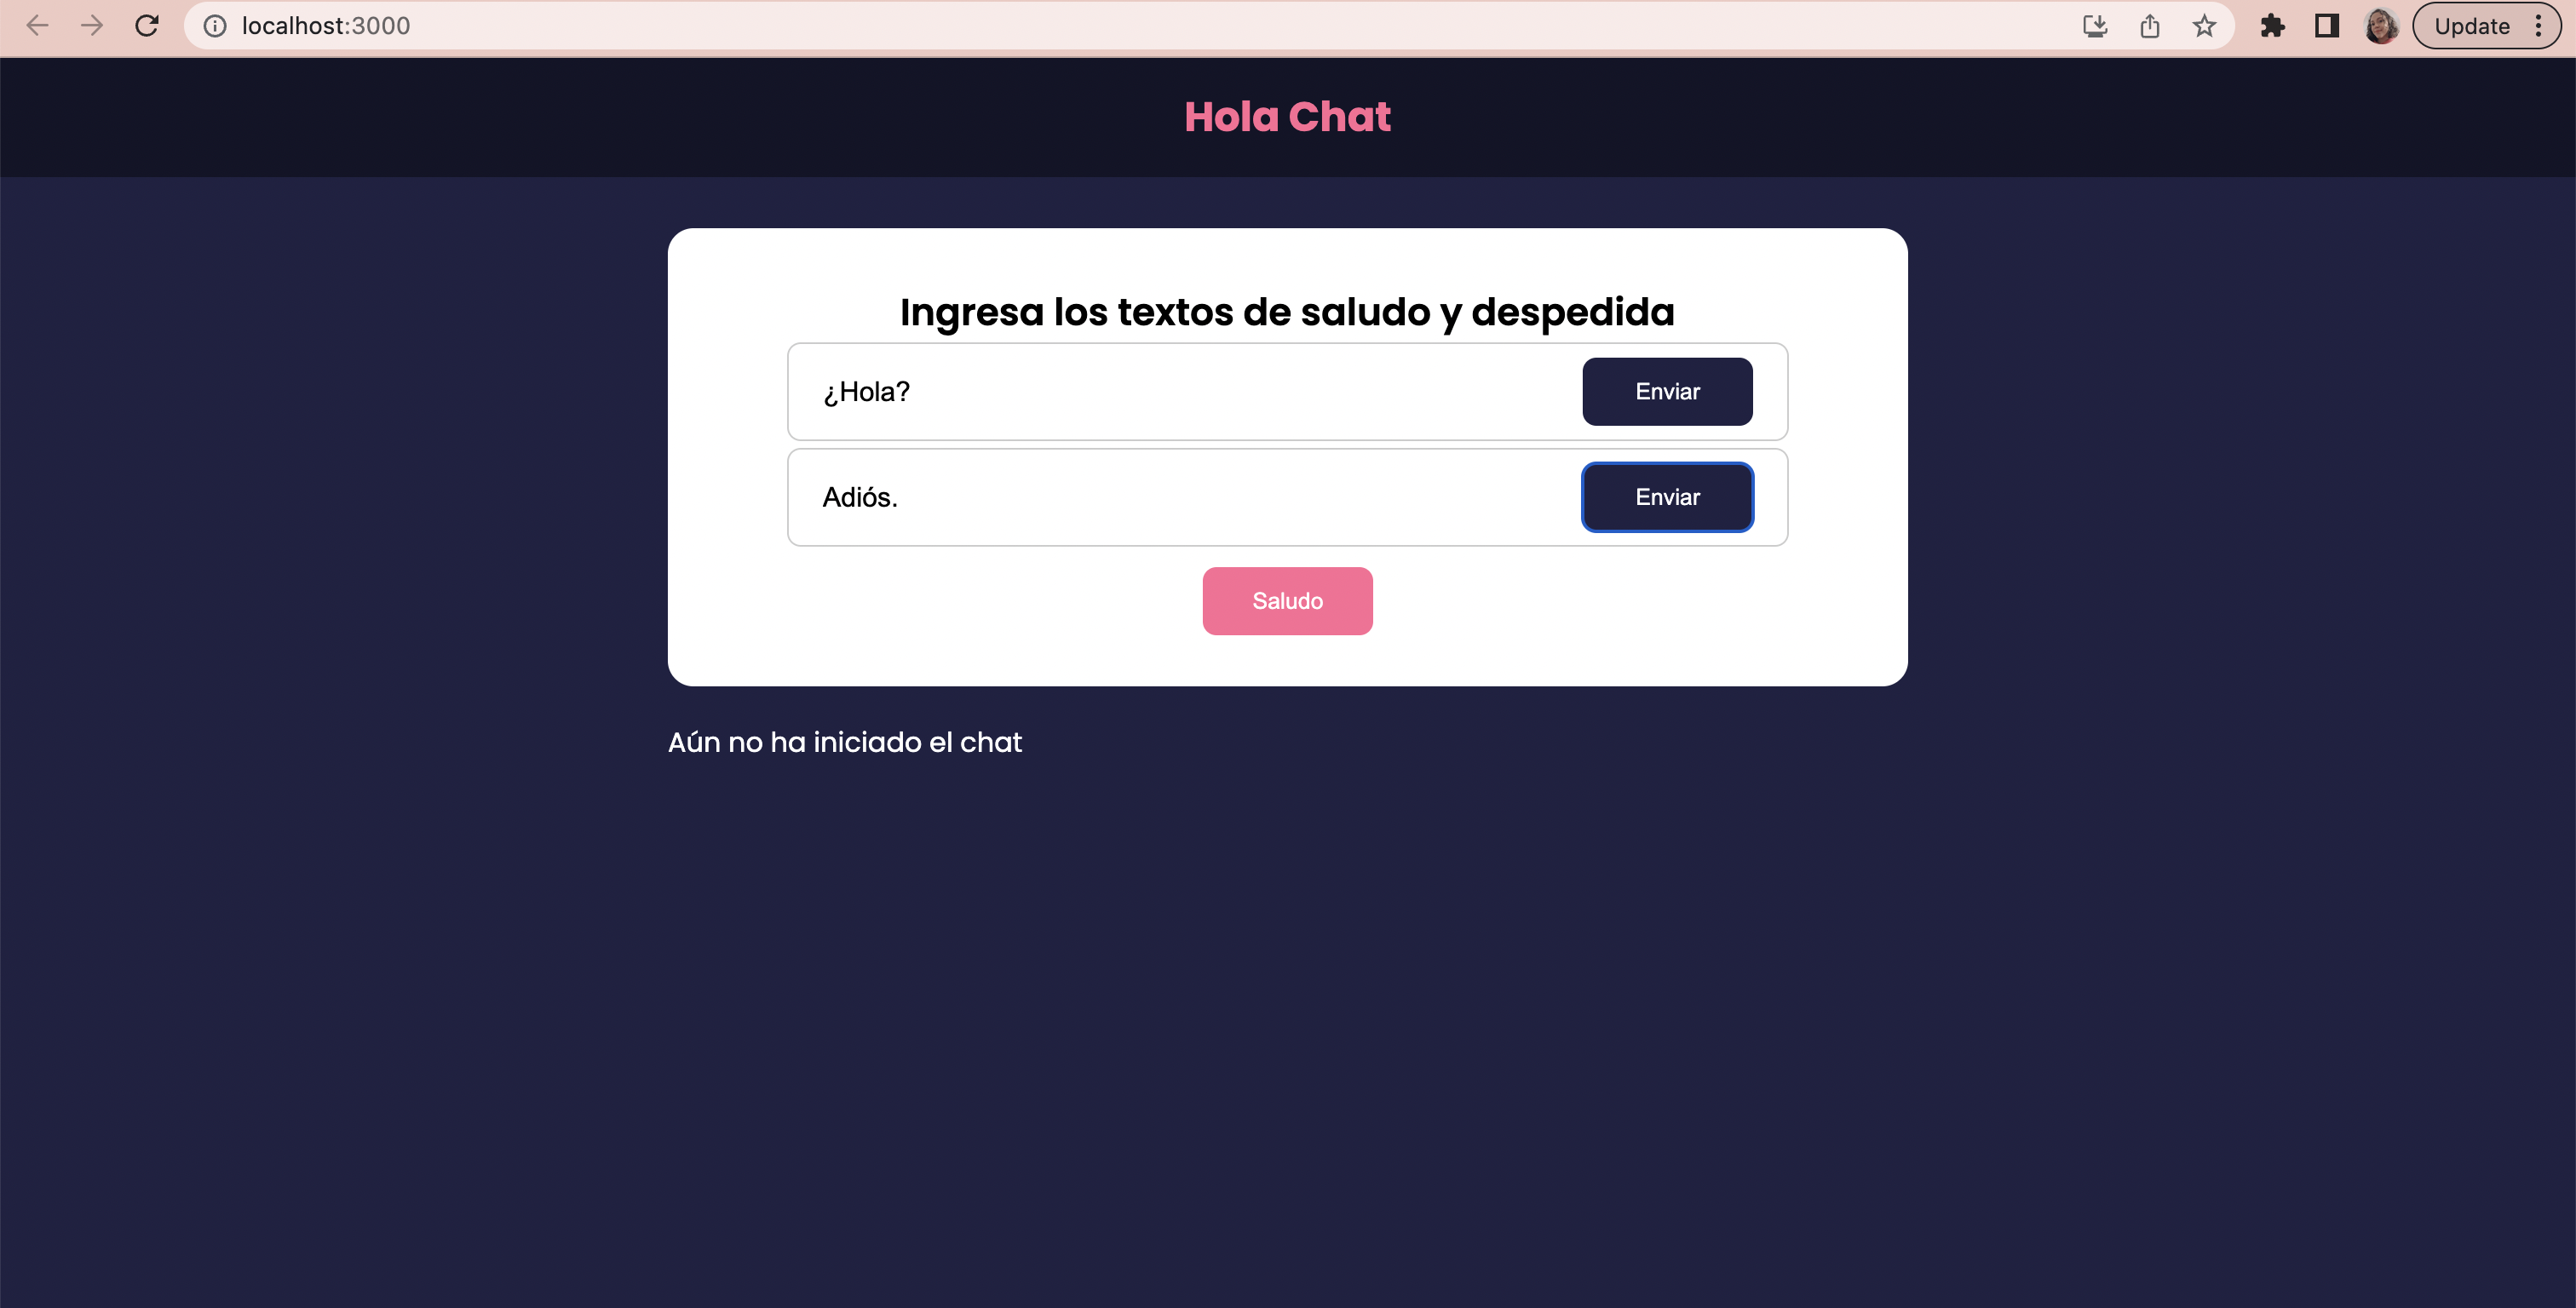 localhost:3000
Update
Hola Chat
Ingresa los textos de saludo y despedida
¿Hola?
Enviar
Adiós.
Enviar
Saludo
Aún no ha iniciado el chat